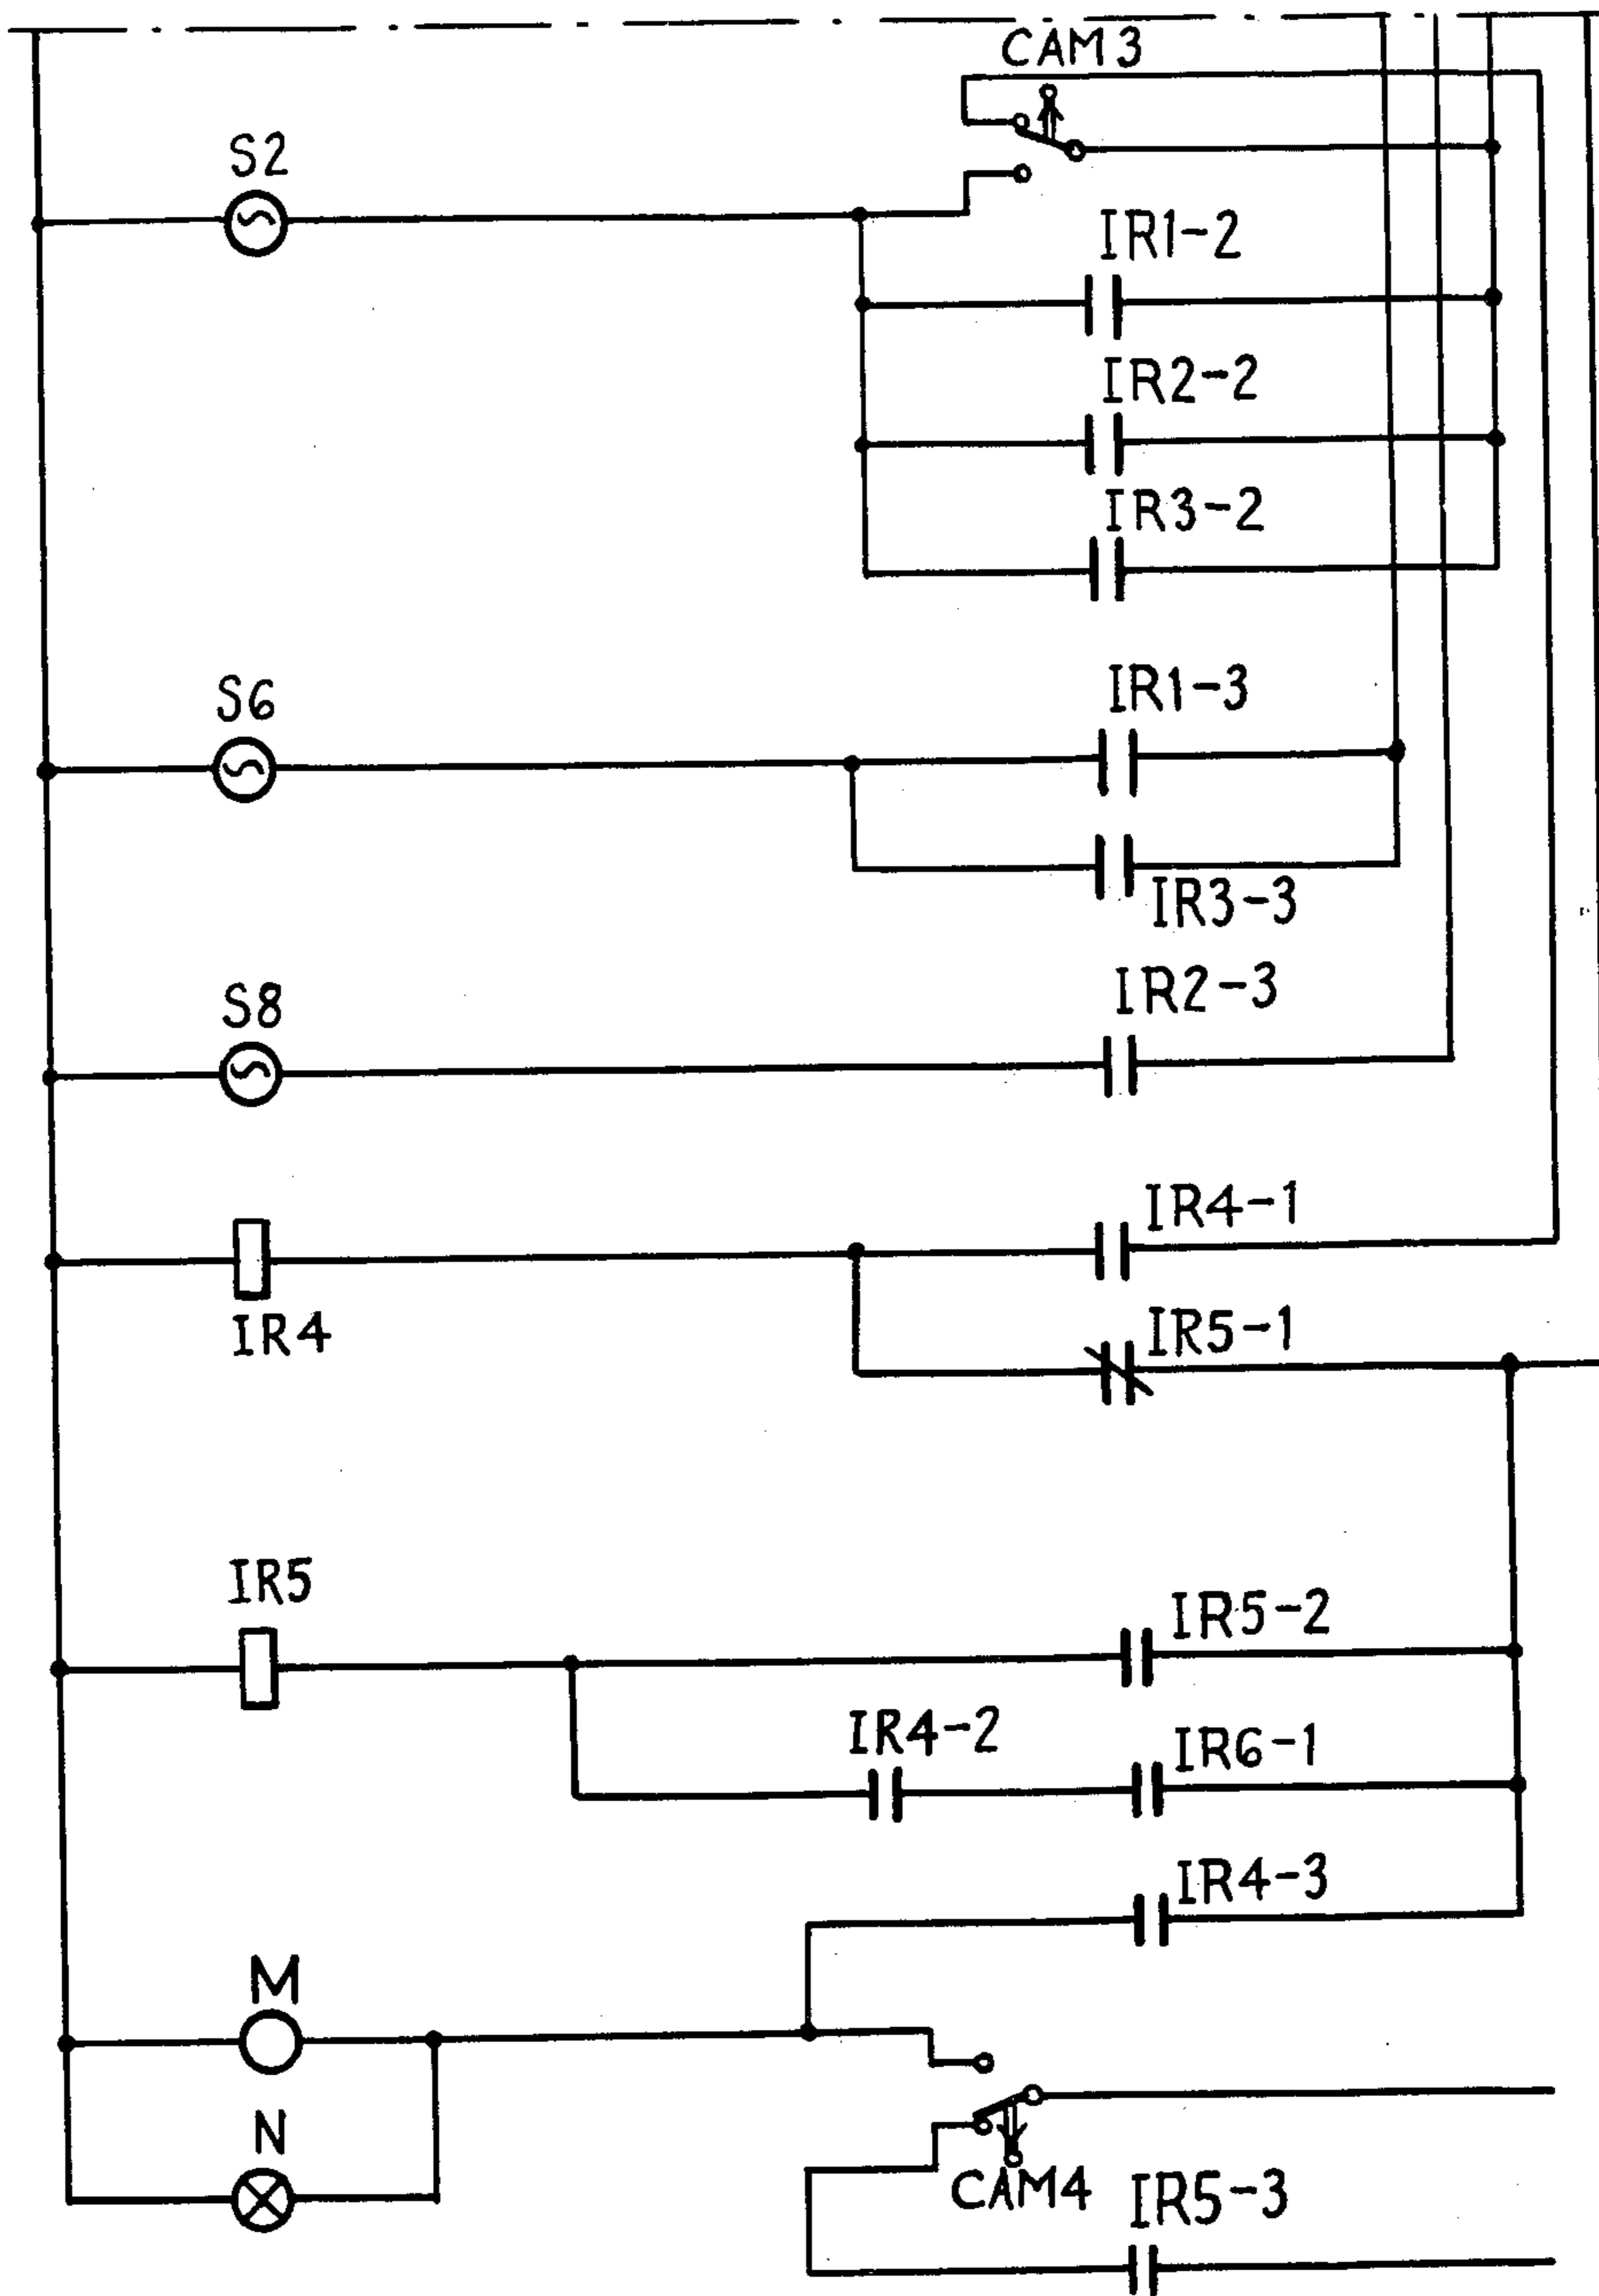 CAM3
S2
IR1-2
IR2-2
IR3-2
S6
IR1-3
IR3-3
IR2-3
S8
IR4-1
IR4
IR5-1
IR5
IR5-2
IR4-2
IR6-1
IR4-3
M
N
CAM4
IR5-3